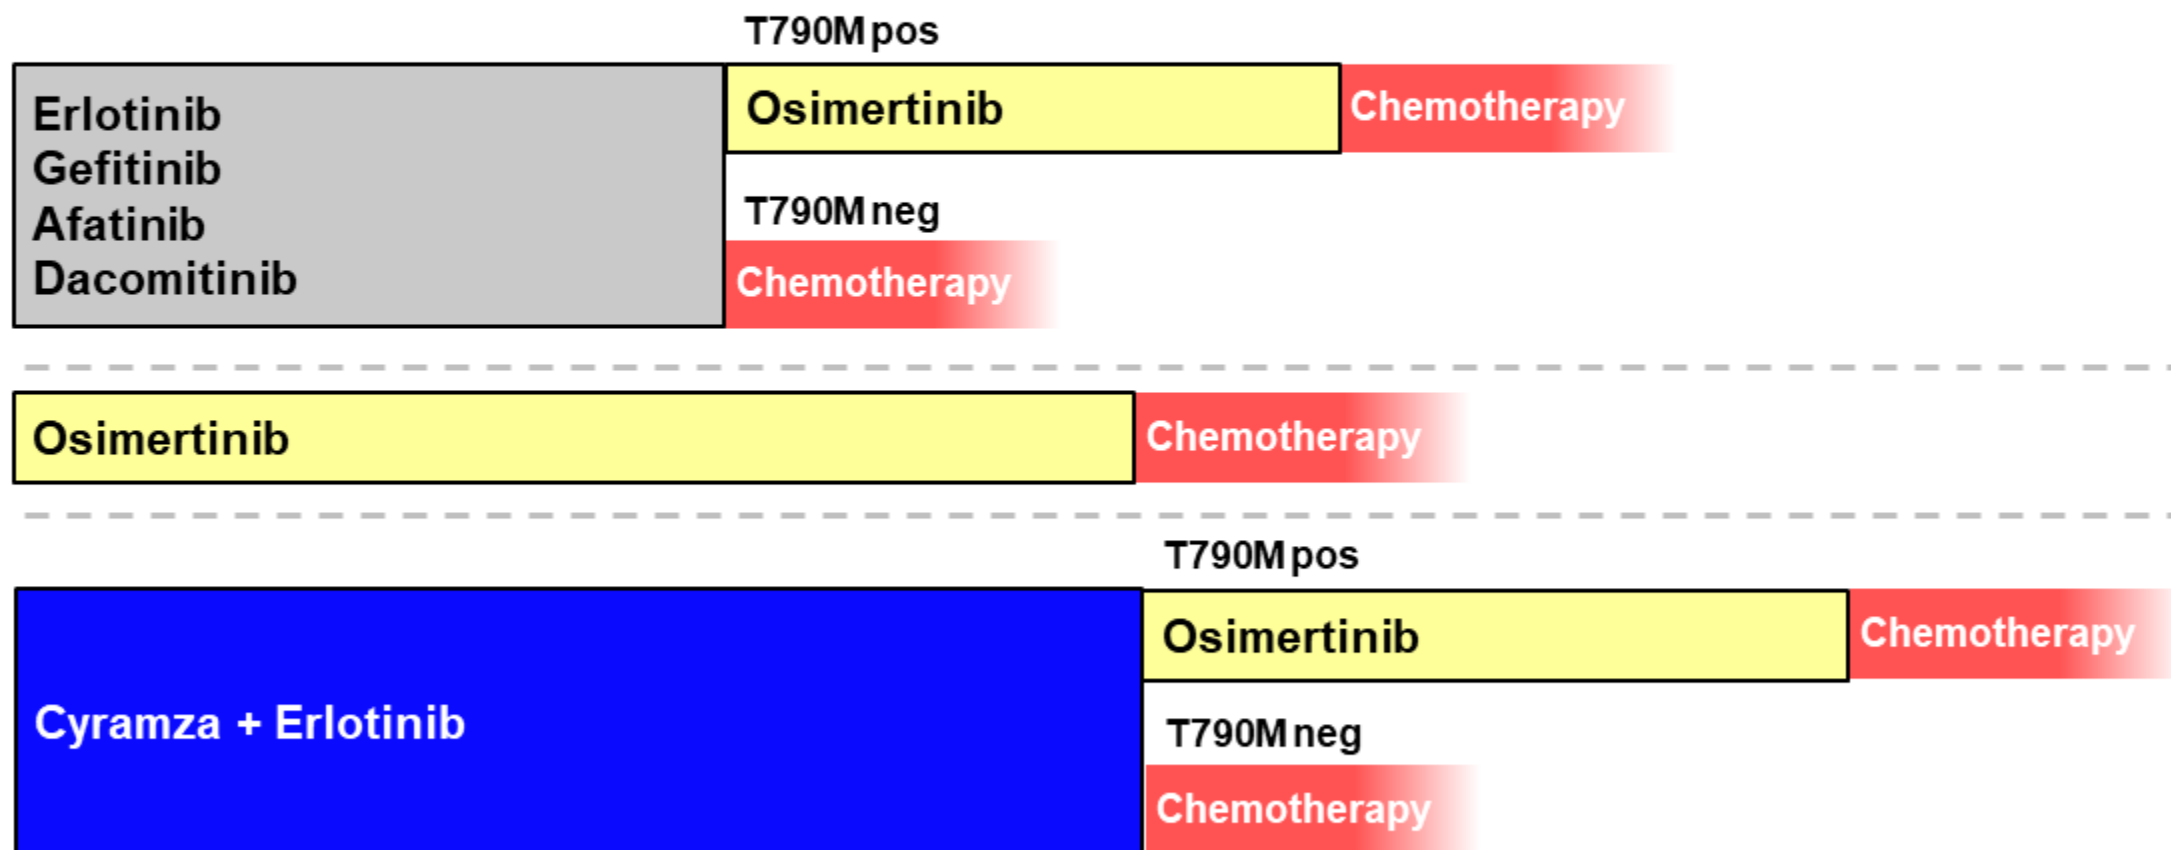 T790M pos
Erlotinib
Gefitinib
Afatinib
Dacomitinib
Osimertinib
Chemotherapy
T790M neg
Chemotherapy
Osimertinib
Chemotherapy
T790M pos
Cyramza + Erlotinib
Osimertinib
Chemotherapy
T790M neg
Chemotherapy